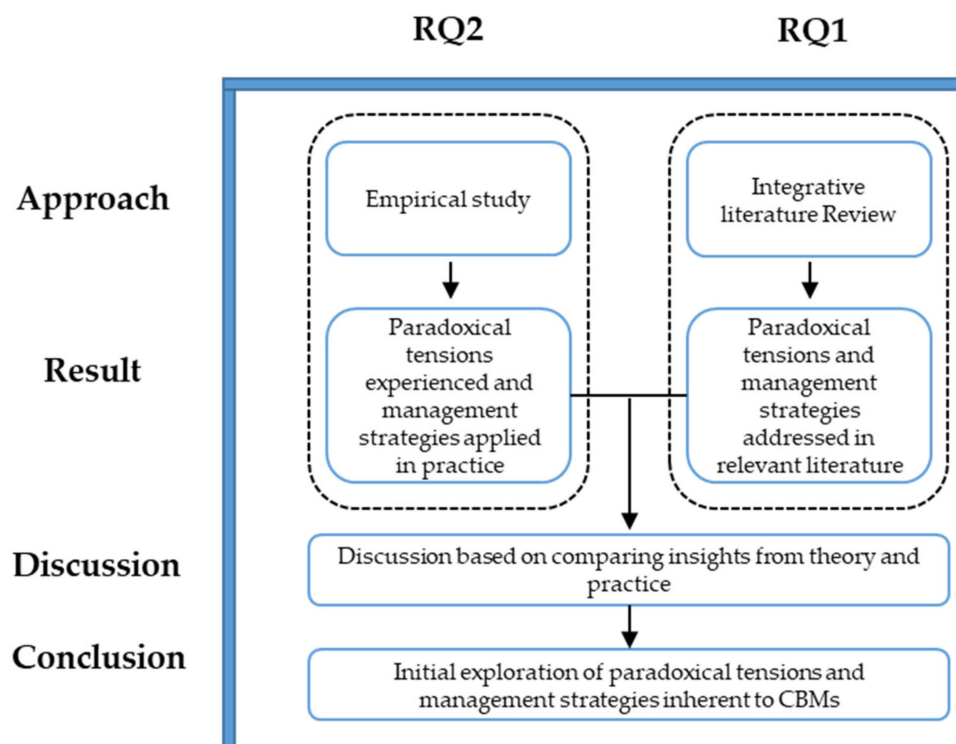 RQ2
RQ1
Approach
Empirical study
Integrative
literature Review
Result
Paradoxical
tensions
experienced and
management
strategies applied
in practice
Paradoxical
tensions and
management
strategies
addressed in
relevant literature
Discussion
Discussion based on comparing insights from theory and
practice
Conclusion
Initial exploration of paradoxical tensions and
management strategies inherent to CBMs